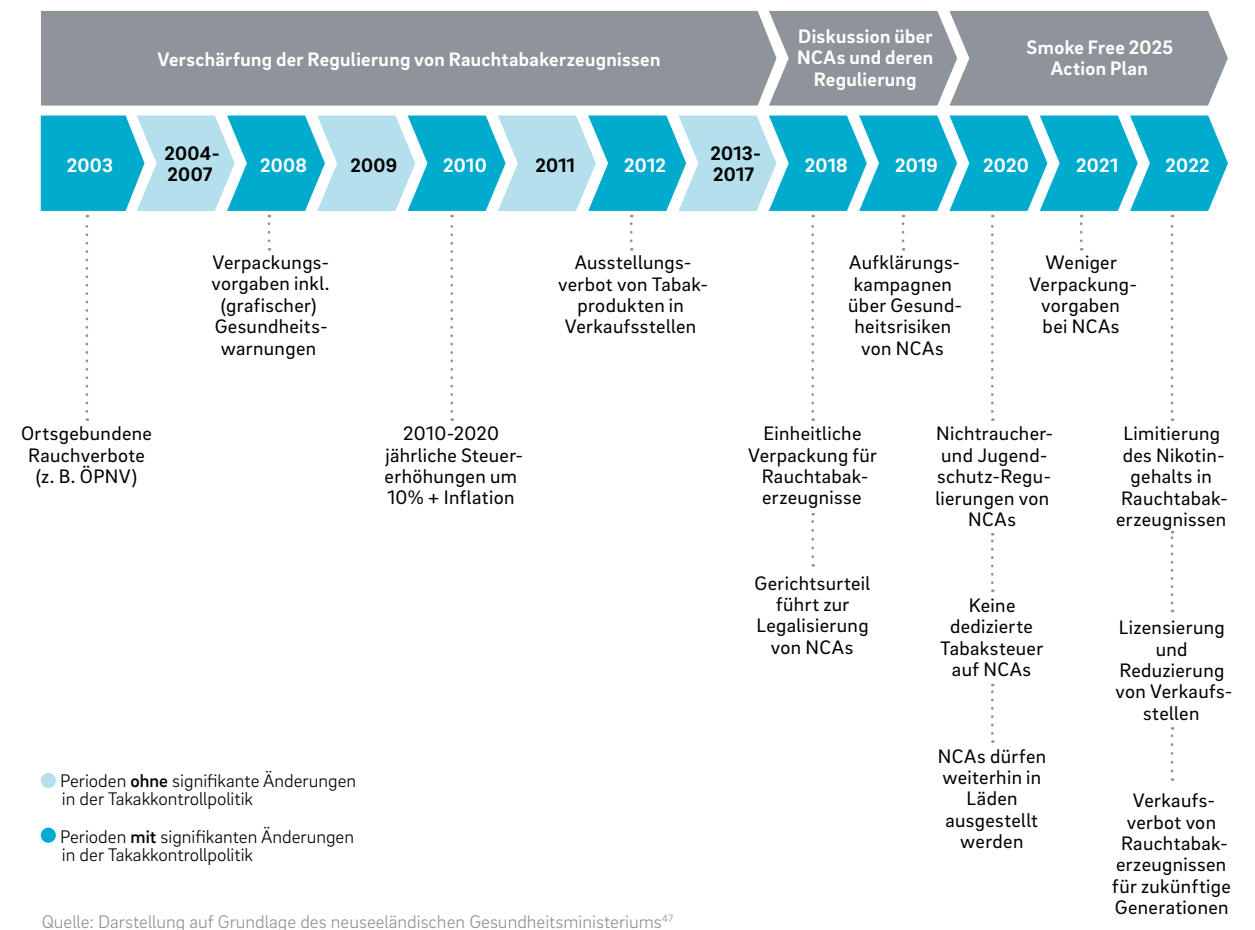 Verschärfung der Regulierung von Rauchtabakerzeugnissen
Diskussion über
NCAs und deren
Regulierung
Smoke Free 2025
Action Plan
2003
2004-
2007
2008
2009
2010
2011
2012
2013-
2017
2018
2019
2020
2021
2022
Ortsgebundene
Rauchverbote
(z. B. ÖPNV)
Verpackungs-
vorgaben inkl.
(grafischer)
Gesundheits-
warnungen
2010-2020
jährliche Steuer-
erhöhungen um
10% + Inflation
Ausstellungs-
verbot von Tabak-
produkten in
Verkaufsstellen
Einheitliche
Verpackung für
Rauchtabak-
erzeugnisse
Gerichtsurteil
führt zur
Legalisierung
von NCAs
Aufklärungs-
kampagnen
über Gesund-
heitsrisiken
von NCAs
Nichtraucher-
und Jugend-
schutz-Regu-
lierungen von
NCAs
Keine
dedizierte
Tabaksteuer
auf NCAs
NCAs dürfen
weiterhin in
Läden
ausgestellt
werden
Weniger
Verpackung-
vorgaben
bei NCAs
Limitierung
des Nikotin-
gehalts in
Rauchtabak-
erzeugnissen
Lizensierung
und
Reduzierung
von Verkaufs-
stellen
Verkaufs-
verbot von
Rauchtabak-
erzeugnissen
für zukünftige
Generationen
Perioden ohne signifikante Änderungen
in der Takakkontrollpolitik
Perioden mit signifikanten Änderungen
in der Takakkontrollpolitik
Quelle: Darstellung auf Grundlage des neuseeländischen Gesundheitsministeriums⁴⁷